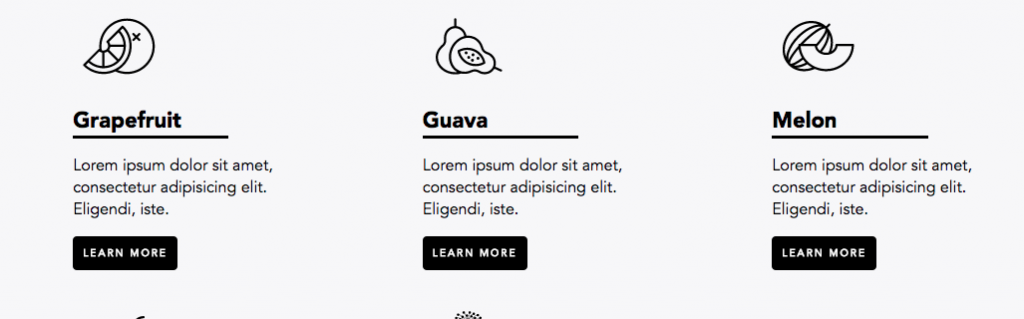 Grapefruit
Lorem ipsum dolor sit amet,
consectetur adipisicing elit.
Eligendi, iste.
LEARN MORE
Guava
Lorem ipsum dolor sit amet,
consectetur adipisicing elit.
Eligendi, iste.
LEARN MORE
Melon
Lorem ipsum dolor sit amet,
consectetur adipisicing elit.
Eligendi, iste.
LEARN MORE